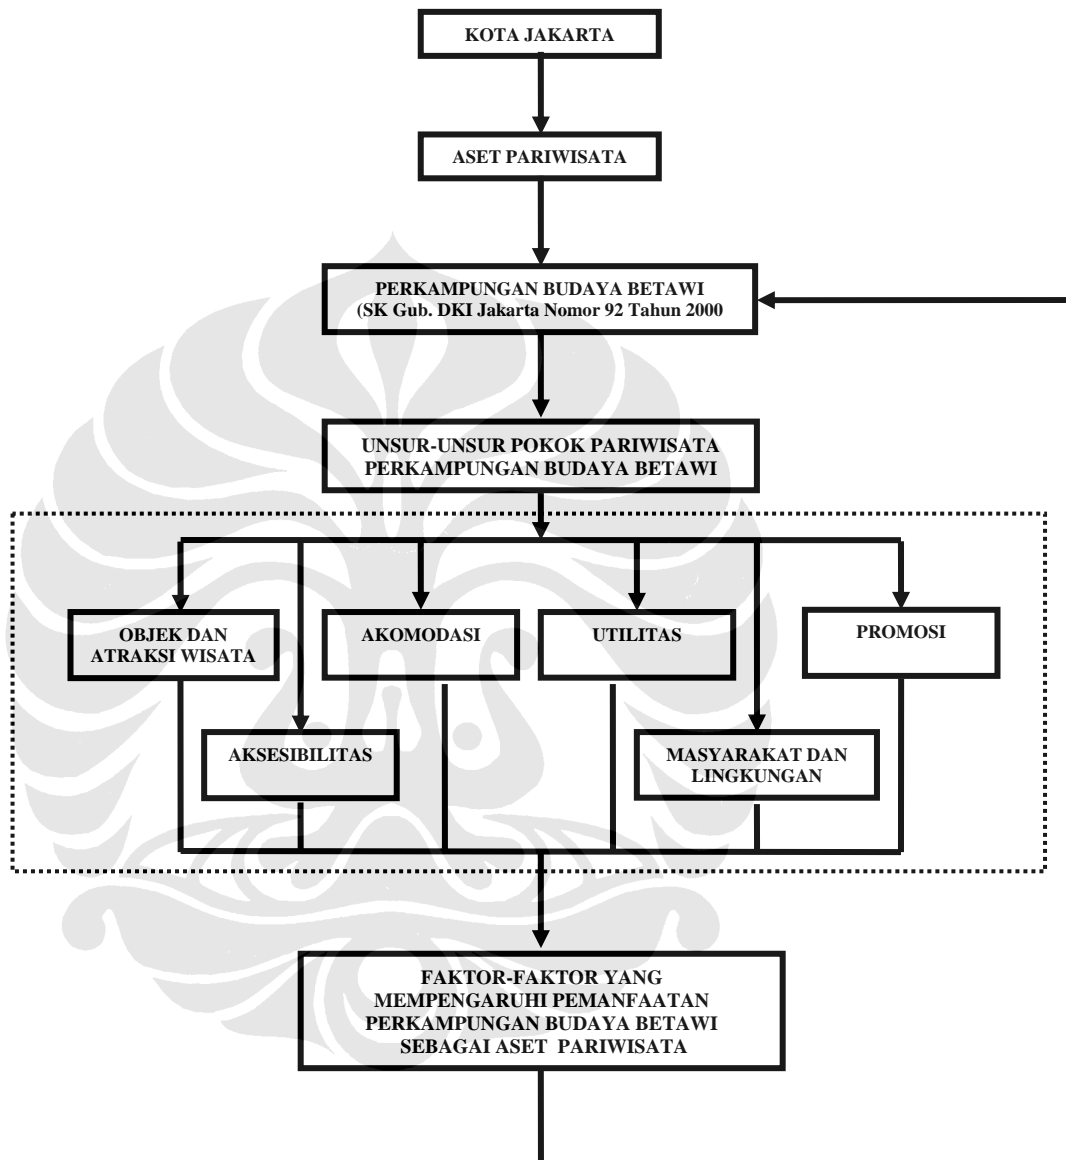 KOTA JAKARTA
ASET PARIWISATA
PERKAMPUNGAN BUDAYA BETAWI
(SK Gub. DKI Jakarta Nomor 92 Tahun 2000
UNSUR-UNSUR POKOK PARIWISATA
PERKAMPUNGAN BUDAYA BETAWI
OBJEK DAN
ATRAKSI WISATA
AKOMODASI
UTILITAS
PROMOSI
AKSESIBILITAS
MASYARAKAT DAN
LINGKUNGAN
FAKTOR-FAKTOR YANG
MEMPENGARUHI PEMANFAATAN
PERKAMPUNGAN BUDAYA BETAWI
SEBAGAI ASET PARIWISATA